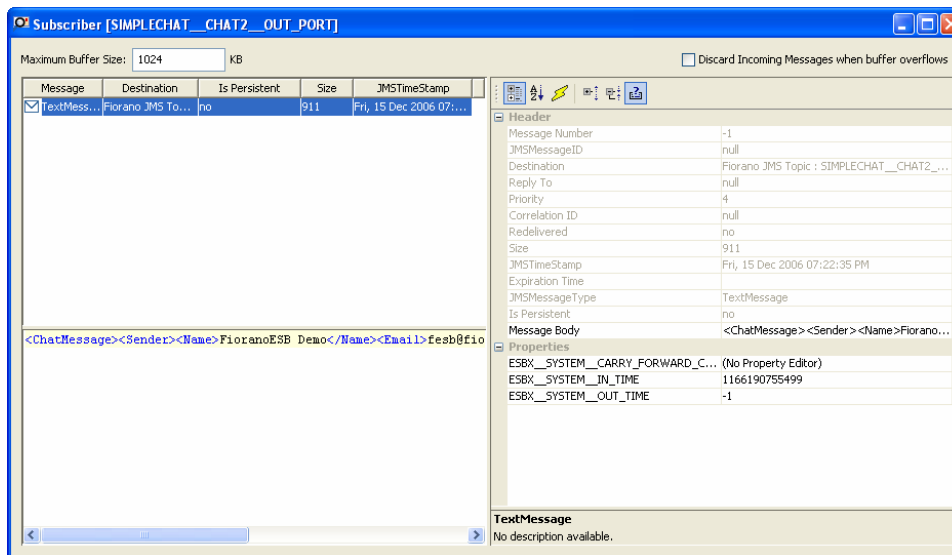 Subscriber [SIMPLECHAT__CHAT2__OUT_PORT]
Maximum Buffer Size: 1024 KB
Discard Incoming Messages when buffer overflows
Message Destination Is Persistent Size JMSTimeStamp
TextMess... Fiorano JMS To... no 911 Fri, 15 Dec 2006 07:...
<ChatMessage><Sender><Name>FioranoESB Demo</Name><Email>fesb@fio
Header
Message Number -1
JMSMessageID null
Destination Fiorano JMS Topic : SIMPLECHAT__CHAT2_...
Reply To null
Priority 4
Correlation ID null
Redelivered no
Size 911
JMSTimeStamp Fri, 15 Dec 2006 07:22:35 PM
Expiration Time
JMSMessageType TextMessage
Is Persistent no
Message Body <ChatMessage><Sender><Name>Fiorano...
Properties
ESBX__SYSTEM__CARRY_FORWARD_C... (No Property Editor)
ESBX__SYSTEM__IN_TIME 1166190755499
ESBX__SYSTEM__OUT_TIME -1
TextMessage
No description available.